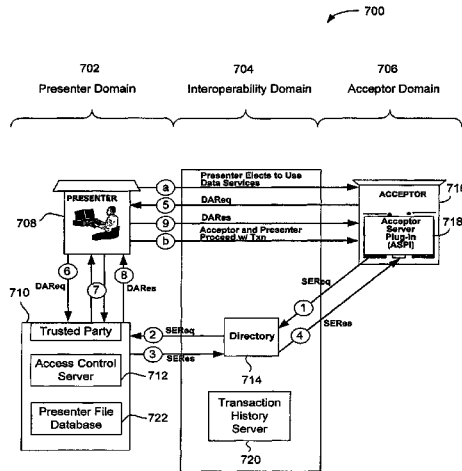 700
702
704
706
Presenter Domain
Interoperability Domain
Acceptor Domain
Presenter Elects to Use
Data Services
a
PRESENTER
5
DAReq
ACCEPTOR
716
9
DARes
708
Acceptor and Presenter
Proceed w/ Txn
b
Acceptor
Server
Plug-In
(ASPI)
718
6
DAReq
7
8
DARes
SEReq
1
710
Trusted Party
2
SEReq
Directory
4
SERes
3
SERes
Access Control
Server
712
714
Presenter File
Database
722
Transaction
History
Server
720